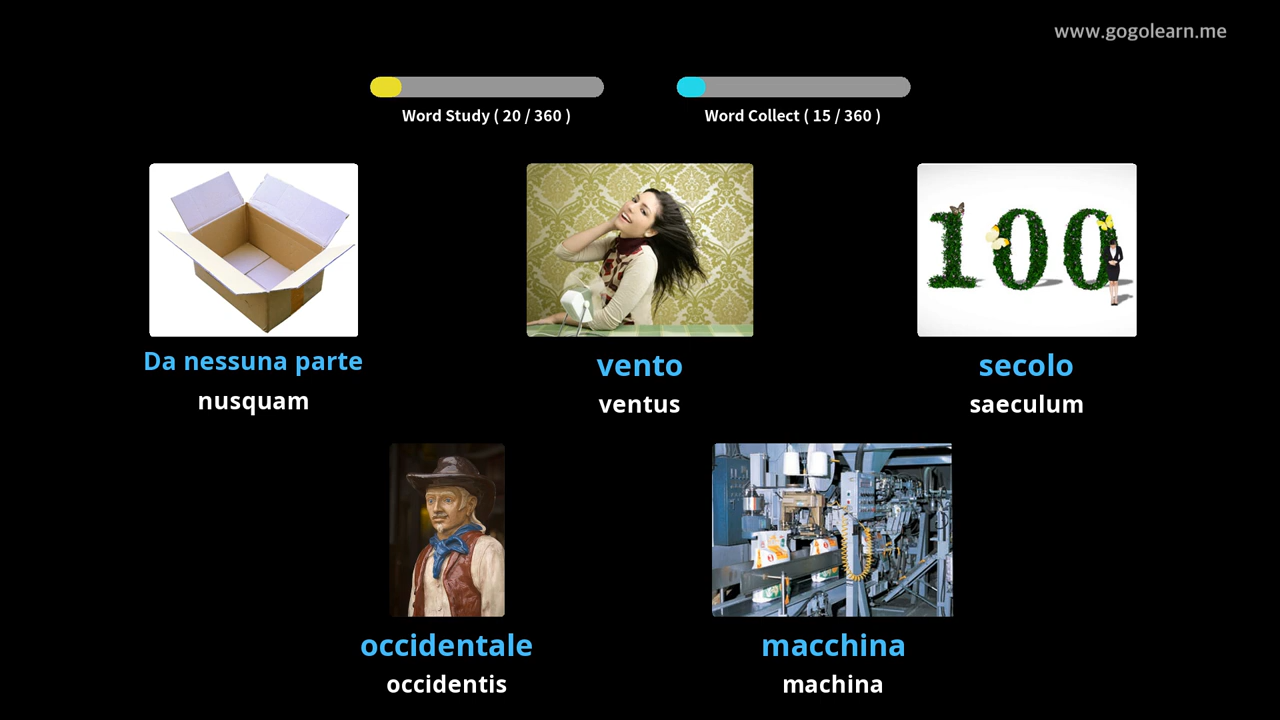 www.gogolearn.me
Word Study ( 20 / 360 )
Word Collect ( 15 / 360 )
100
Da nessuna parte
nusquam
vento
ventus
secolo
saeculum
occidentale
occidentis
macchina
machina